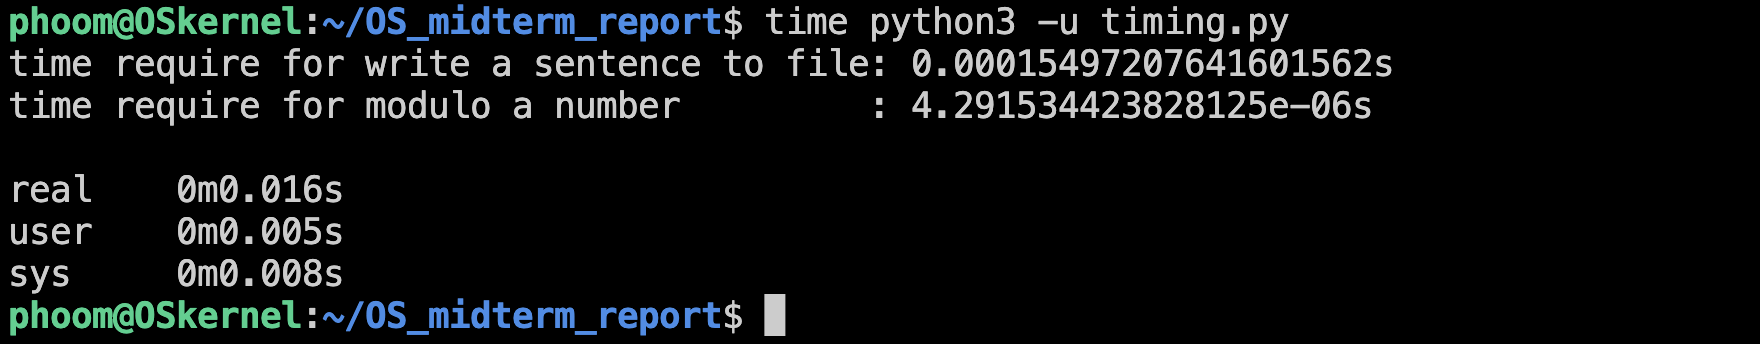 phoom@OSkernel:~/OS_midterm_report$ time python3 -u timing.py
time require for write a sentence to file: 0.00015497207641601562s
time require for modulo a number         : 4.291534423828125e-06s

real    0m0.016s
user    0m0.005s
sys     0m0.008s
phoom@OSkernel:~/OS_midterm_report$